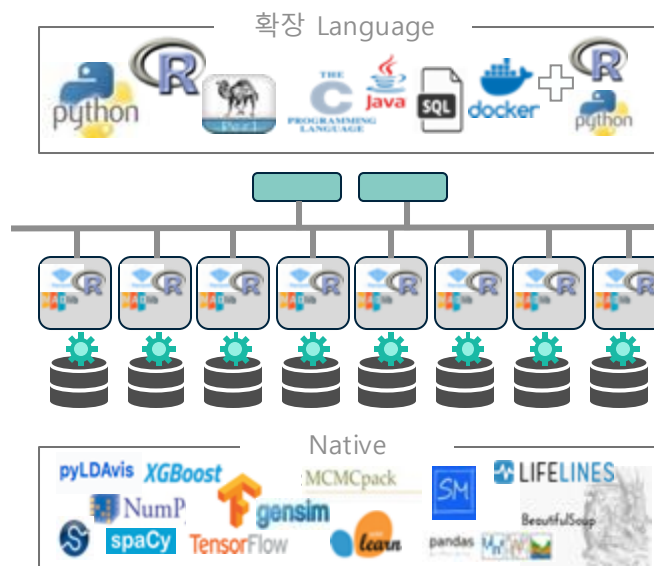 확장 Language
python
R
Perl
THE
C
PROGRAMMING
LANGUAGE
Java
SQL
docker
R
python
R
R
R
R
R
R
R
R
Native
pyLDAvis
XGBoost
MCMCpack
SM
LIFELINES
NumP
gensim
BeautifulSoup
spaCy
TensorFlow
learn
pandas